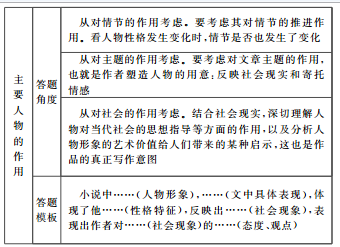 主要人物的作用
答题角度
从对情节的作用考虑。要考虑其对情节的推进作
用。看人物性格发生变化时,情节是否也发生了变化
从对主题的作用考虑。要考虑对文章主题的作用,
也就是作者塑造人物的用意:反映社会现实和寄托
情感
从对社会的作用考虑。结合社会现实,深切理解人
物对当代社会的思想指导等方面的作用,以及分析人
物形象的艺术价值给人们带来的某种启示,这也是作
品的真正写作意图
答题模板
小说中……(人物形象),……(文中具体表现),体
现了他……(性格特征),反映出……(社会现象),表
现出作者对……(社会现象)的……(态度、观点)